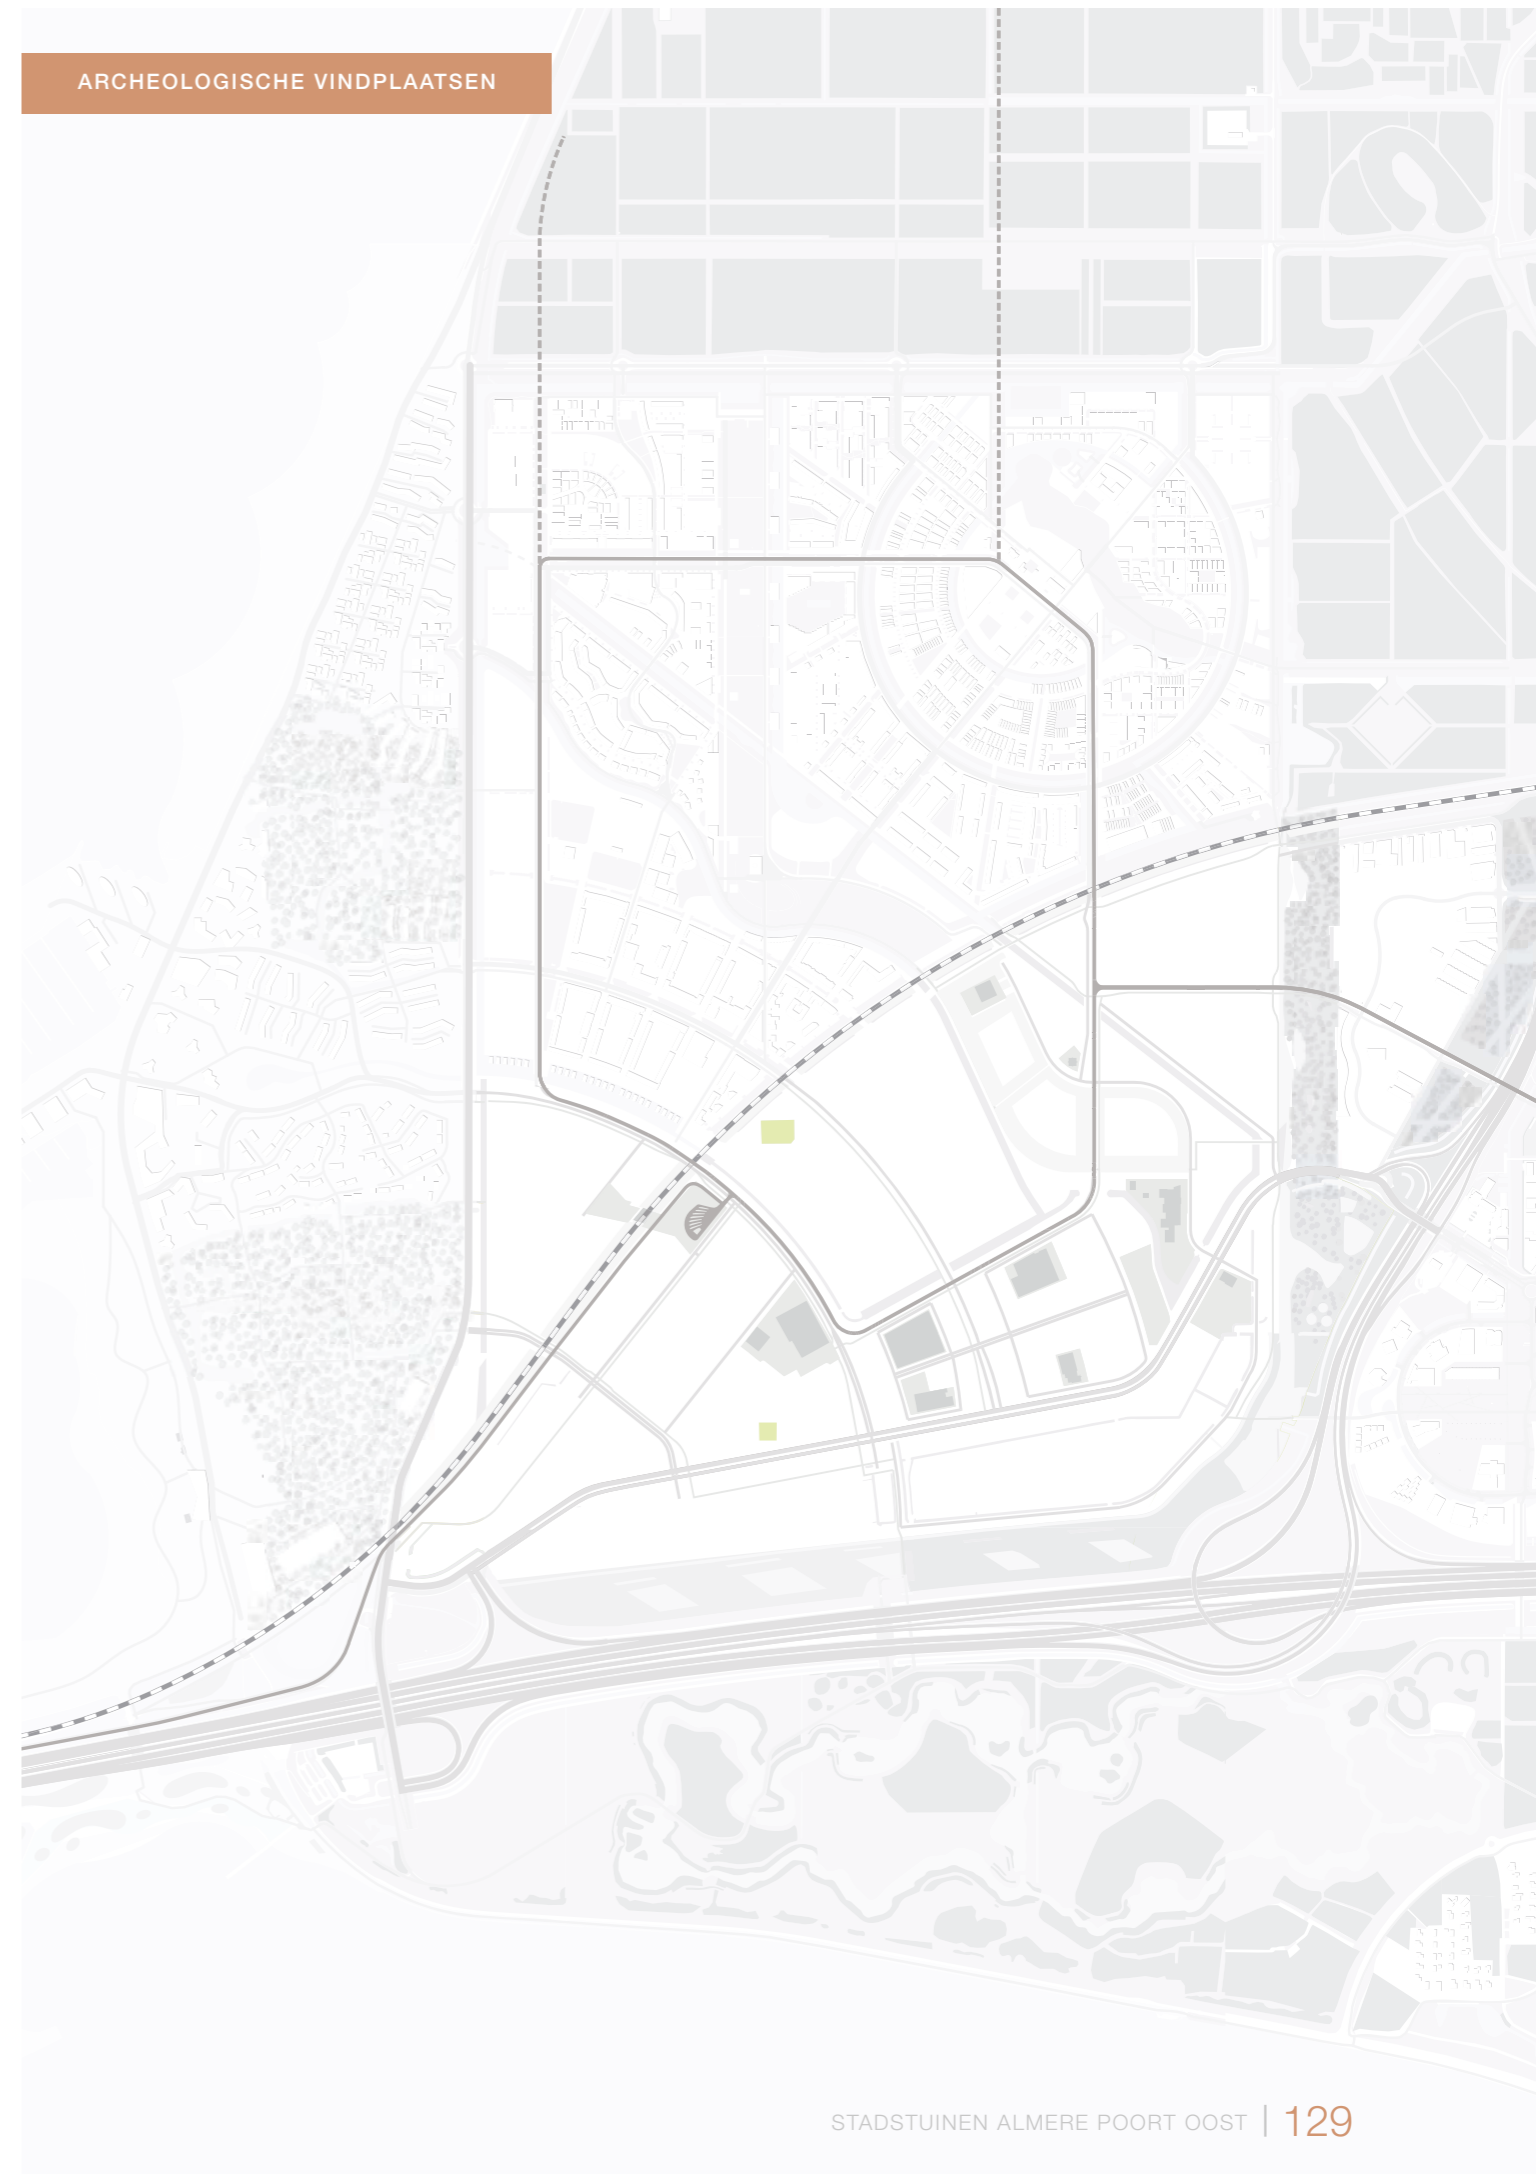 ARCHEOLOGISCHE VINDPLAATSEN
STADSTUINEN ALMERE POORT OOST | 129